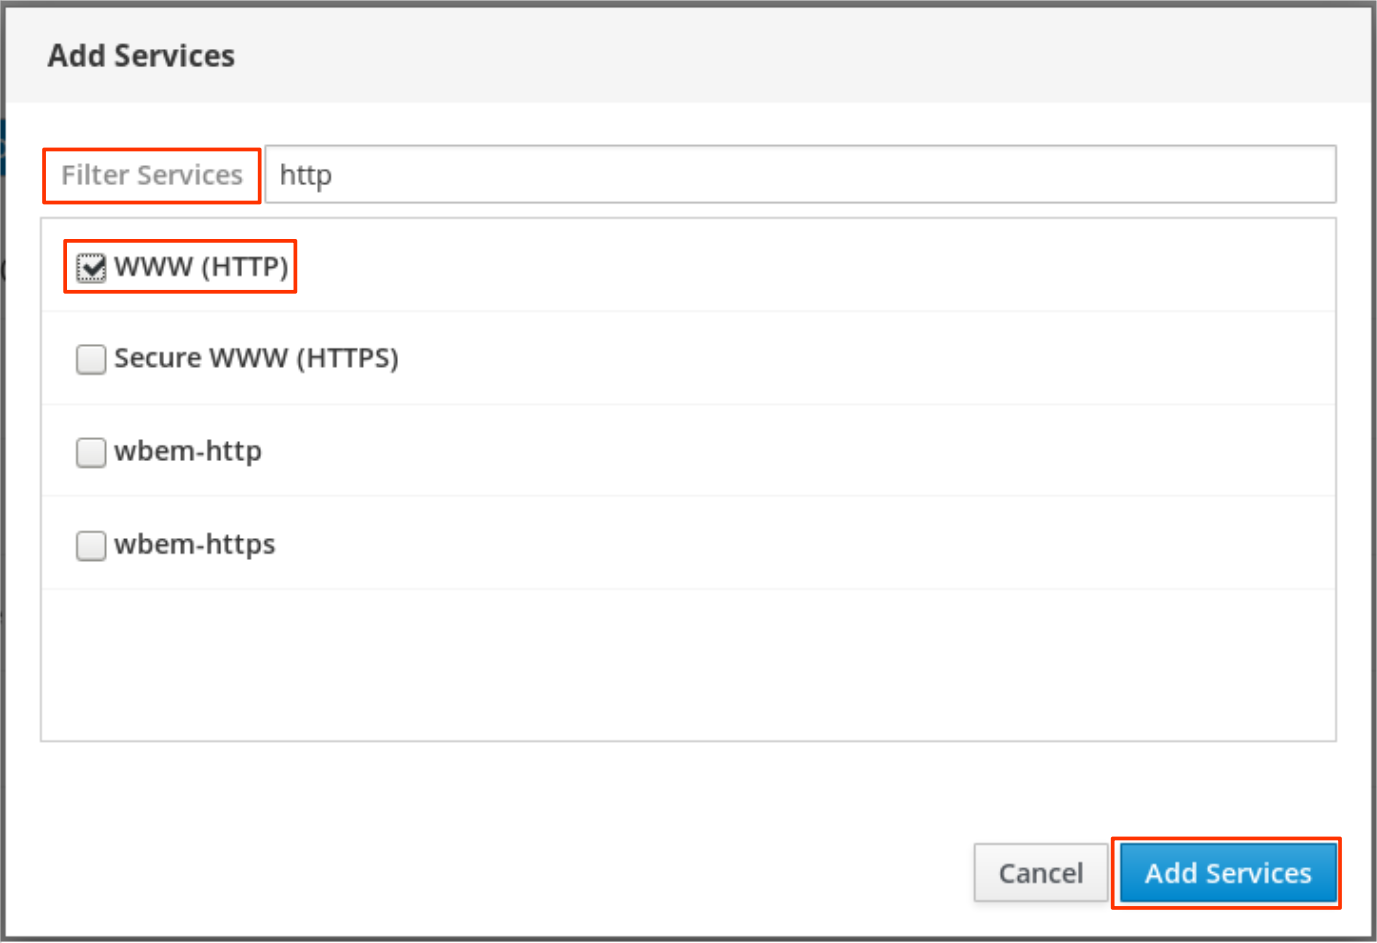 Add Services
Filter Services http
WWW (HTTP)
Secure WWW (HTTPS)
wbem-http
wbem-https
Cancel Add Services